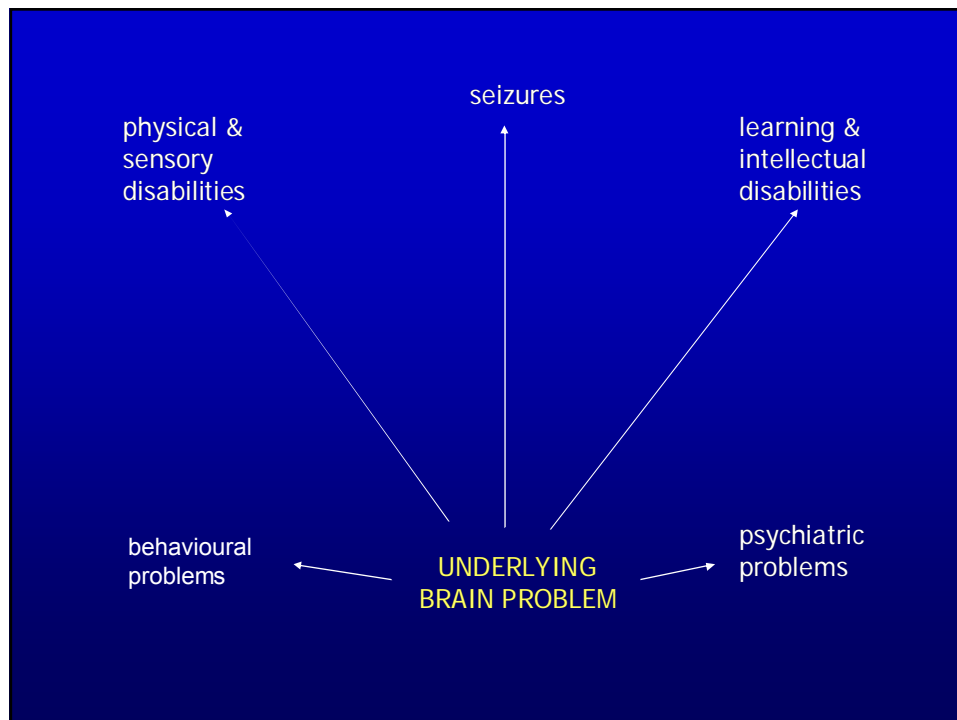 seizures
physical &
sensory
disabilities
learning &
intellectual
disabilities
behavioural
problems
UNDERLYING
BRAIN PROBLEM
psychiatric
problems